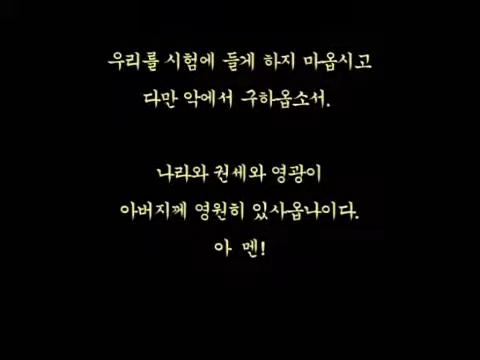 우리를 시험에 들게 하지 마옵시고
다만 악에서 구하옵소서.
나라와 권세와 영광이
아버지께 영원히 있사옵나이다.
아 멘!